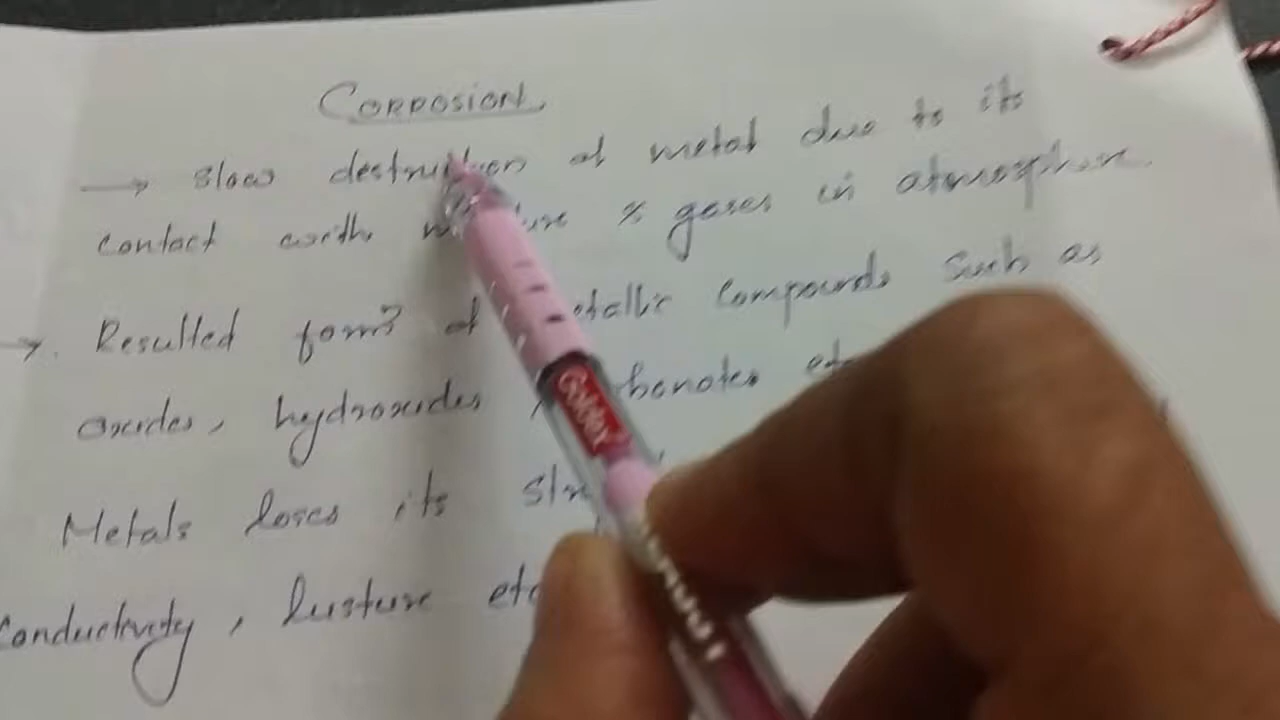 CORROSION
→ Slow destruction of metal due to its
contact with & gases in atmosphere.
→ Resulted form? of compounds such as
oxides, hydroxides,
Metals loses its
conductivity, lusture etc
Goldex